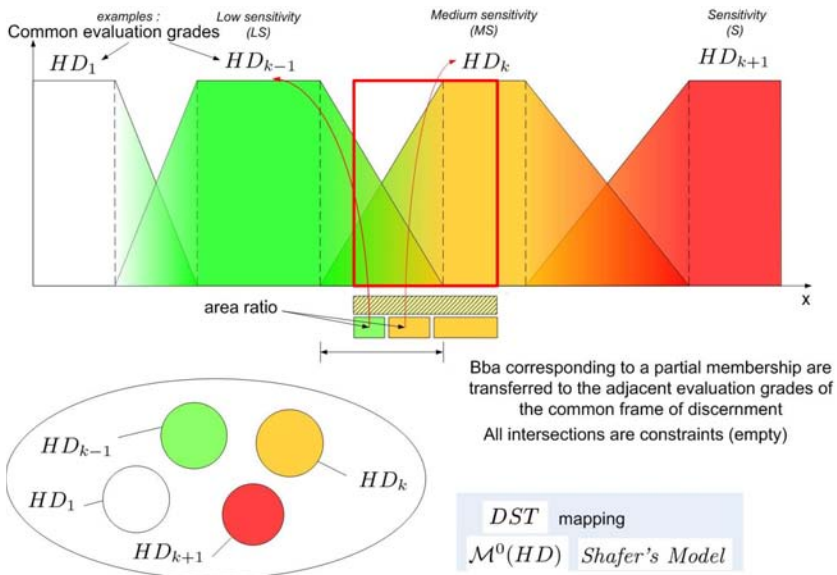 examples :
Common evaluation grades
Low sensitivity
(LS)
Medium sensitivity
(MS)
Sensitivity
(S)
HD₁
HDₖ₋₁
HDₖ
HDₖ₊₁
x
area ratio
Bba corresponding to a partial membership are
transferred to the adjacent evaluation grades of
the common frame of discernment
All intersections are constraints (empty)
HDₖ₋₁
HD₁
HDₖ₊₁
HDₖ
DST mapping
ℳ⁰(HD) Shafer's Model